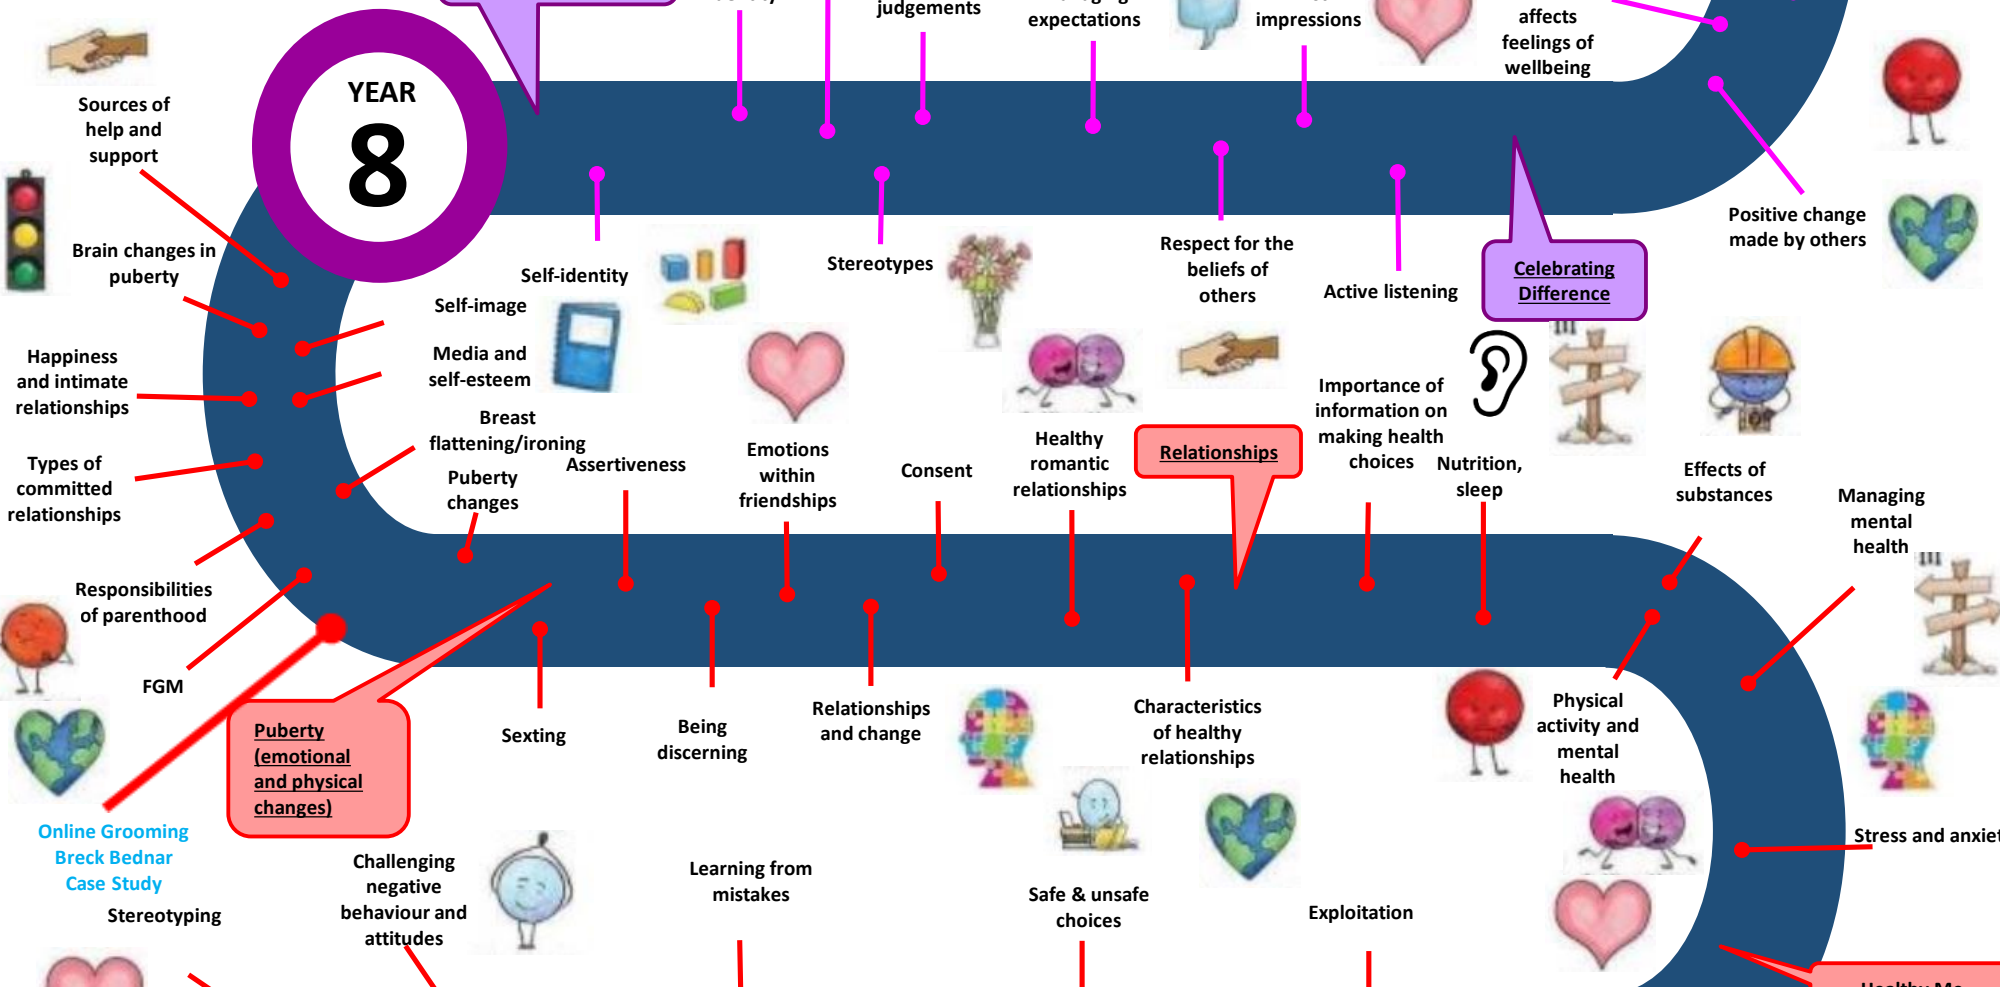 judgements
expectations
impressions
affects
feelings of
wellbeing
YEAR
8
Sources of
help and
support
Brain changes in
puberty
Happiness
and intimate
relationships
Types of
committed
relationships
Responsibilities
of parenthood
FGM
Online Grooming
Breck Bednar
Case Study
Stereotyping
Self-identity
Self-image
Media and
self-esteem
Breast
flattening/ironing
Puberty
changes
Stereotypes
Respect for the
beliefs of
others
Active listening
Celebrating
Difference
Positive change
made by others
Assertiveness
Emotions
within
friendships
Consent
Healthy
romantic
relationships
Relationships
Importance of
information on
making health
choices
Nutrition,
sleep
Effects of
substances
Managing
mental
health
Puberty
(emotional
and physical
changes)
Sexting
Being
discerning
Relationships
and change
Characteristics
of healthy
relationships
Physical
activity and
mental
health
Stress and anxiet
Challenging
negative
behaviour and
attitudes
Learning from
mistakes
Safe & unsafe
choices
Exploitation
Healthy Me